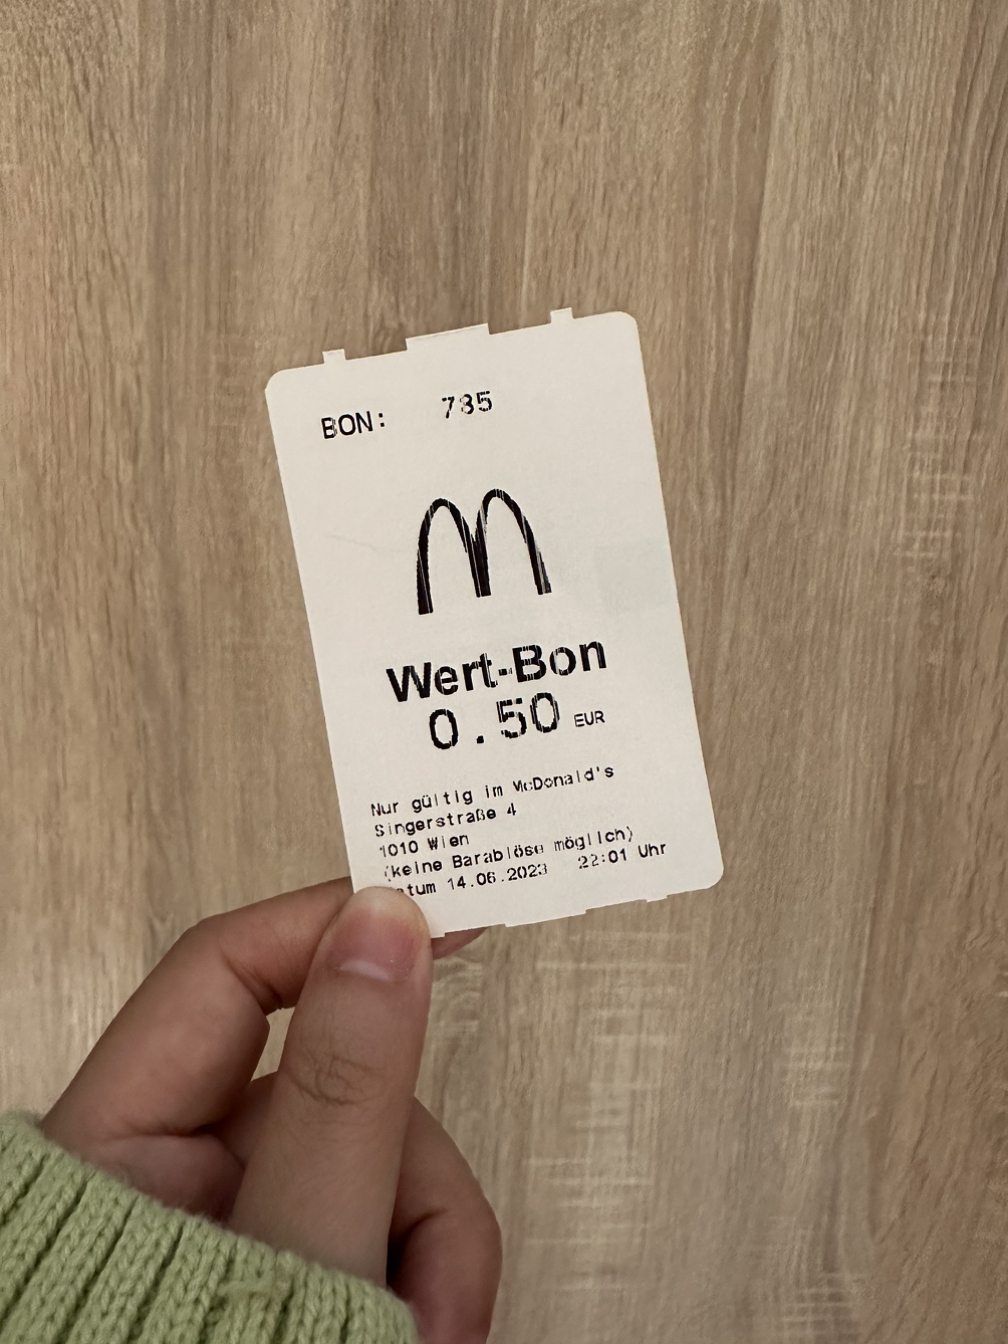 BON: 785
Wert-Bon
0.50 EUR
Nur gültig im McDonald's
Singerstraße 4
1010 Wien
(keine Barablöse möglich)
14.06.2023 22:01 Uhr